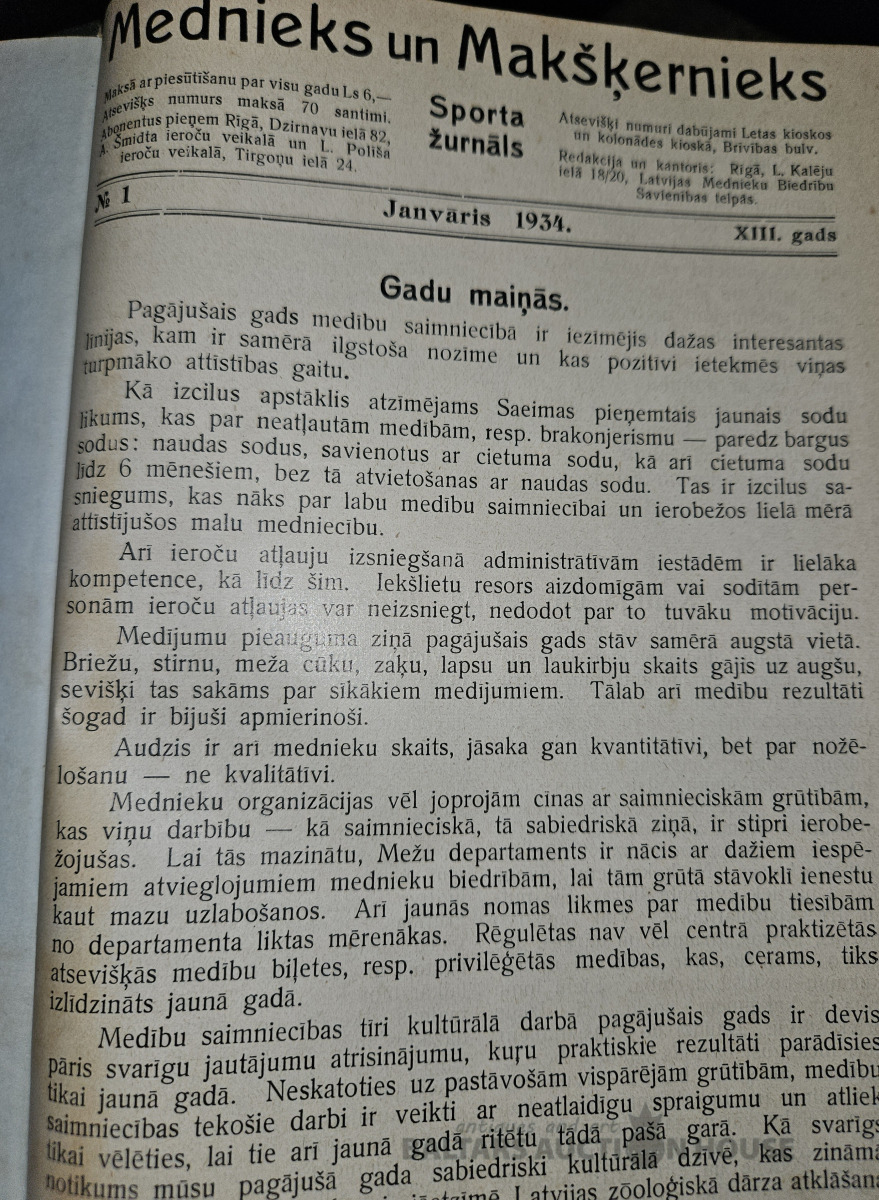 Mednieks un Makšķernieks
Maksā ar piesūtīšanu par visu gadu Ls 6,—
Atsevišķs numurs maksā 70 santimi.
Abonentus pieņem Rīgā, Dzirnavu ielā 82,
A. Šmidta ieroču veikalā un L. Poliša
ieroču veikalā, Tirgoņu ielā 24.
Sporta
žurnāls
Atsevišķi numuri dabūjami Letas kioskos
un kolonādes kioskā, Brīvības bulv.
Redakcija un kantoris: Rīgā, L. Kalēju
ielā 18/20, Latvijas Mednieku Biedrību
Savienības telpās.
№ 1
Janvāris 1934.
XIII. gads
Gadu maiņās.
Pagājušais gads medību saimniecībā ir iezīmējis dažas interesantas
līnijas, kam ir samērā ilgstoša nozīme un kas pozitīvi ietekmēs viņas
turpmāko attīstības gaitu.
Kā izcilus apstāklis atzīmējams Saeimas pieņemtais jaunais sodu
likums, kas par neatļautām medībām, resp. brakonjerismu — paredz bargus
sodus: naudas sodus, savienotus ar cietuma sodu, kā arī cietuma sodu
līdz 6 mēnešiem, bez tā atvietošanas ar naudas sodu. Tas ir izcilus sa-
sniegums, kas nāks par labu medību saimniecībai un ierobežos lielā mērā
attīstījušos malu medniecību.
Arī ieroču atļauju izsniegšanā administrātīvām iestādēm ir lielāka
kompetence, kā līdz šim. Iekšlietu resors aizdomīgām vai sodītām per-
sonām ieroču atļaujas var neizsniegt, nedodot par to tuvāku motivāciju.
Medījumu pieauguma ziņā pagājušais gads stāv samērā augstā vietā.
Briežu, stirnu, meža cūku, zaķu, lapsu un laukirbju skaits gājis uz augšu,
sevišķi tas sakāms par sīkākiem medījumiem. Tālab arī medību rezultāti
šogad ir bijuši apmierinoši.
Audzis ir arī mednieku skaits, jāsaka gan kvantitātīvi, bet par nožē-
lošanu — ne kvalitātīvi.
Mednieku organizācijas vēl joprojām cīnas ar saimnieciskām grūtībām,
kas viņu darbību — kā saimnieciskā, tā sabiedriskā ziņā, ir stipri ierobe-
žojušas. Lai tās mazinātu, Mežu departaments ir nācis ar dažiem iespē-
jamiem atvieglojumiem mednieku biedrībām, lai tām grūtā stāvoklī ienestu
kaut mazu uzlabošanos. Arī jaunās nomas likmes par medību tiesībām
no departamenta liktas mērenākas. Rēgulētas nav vēl centrā praktizētās
atsevišķās medību biļetes, resp. privilēģētās medības, kas, cerams, tiks
izlīdzināts jaunā gadā.
Medību saimniecības tīri kultūrālā darbā pagājušais gads ir devis
pāris svarīgu jautājumu atrisinājumu, kuŗu praktiskie rezultāti parādīsies
tikai jaunā gadā. Neskatoties uz pastāvošām vispārējām grūtībām, medību
saimniecības tekošie darbi ir veikti ar neatlaidīgu spraigumu un atliek
tikai vēlēties, lai tie arī jaunā gadā ritētu tādā pašā garā. Kā svarīgs
notikums mūsu pagājušā gada sabiedriski kultūrālā dzīvē, kas zināmā
Latvijas zōoloģiskā dārza atklāšana